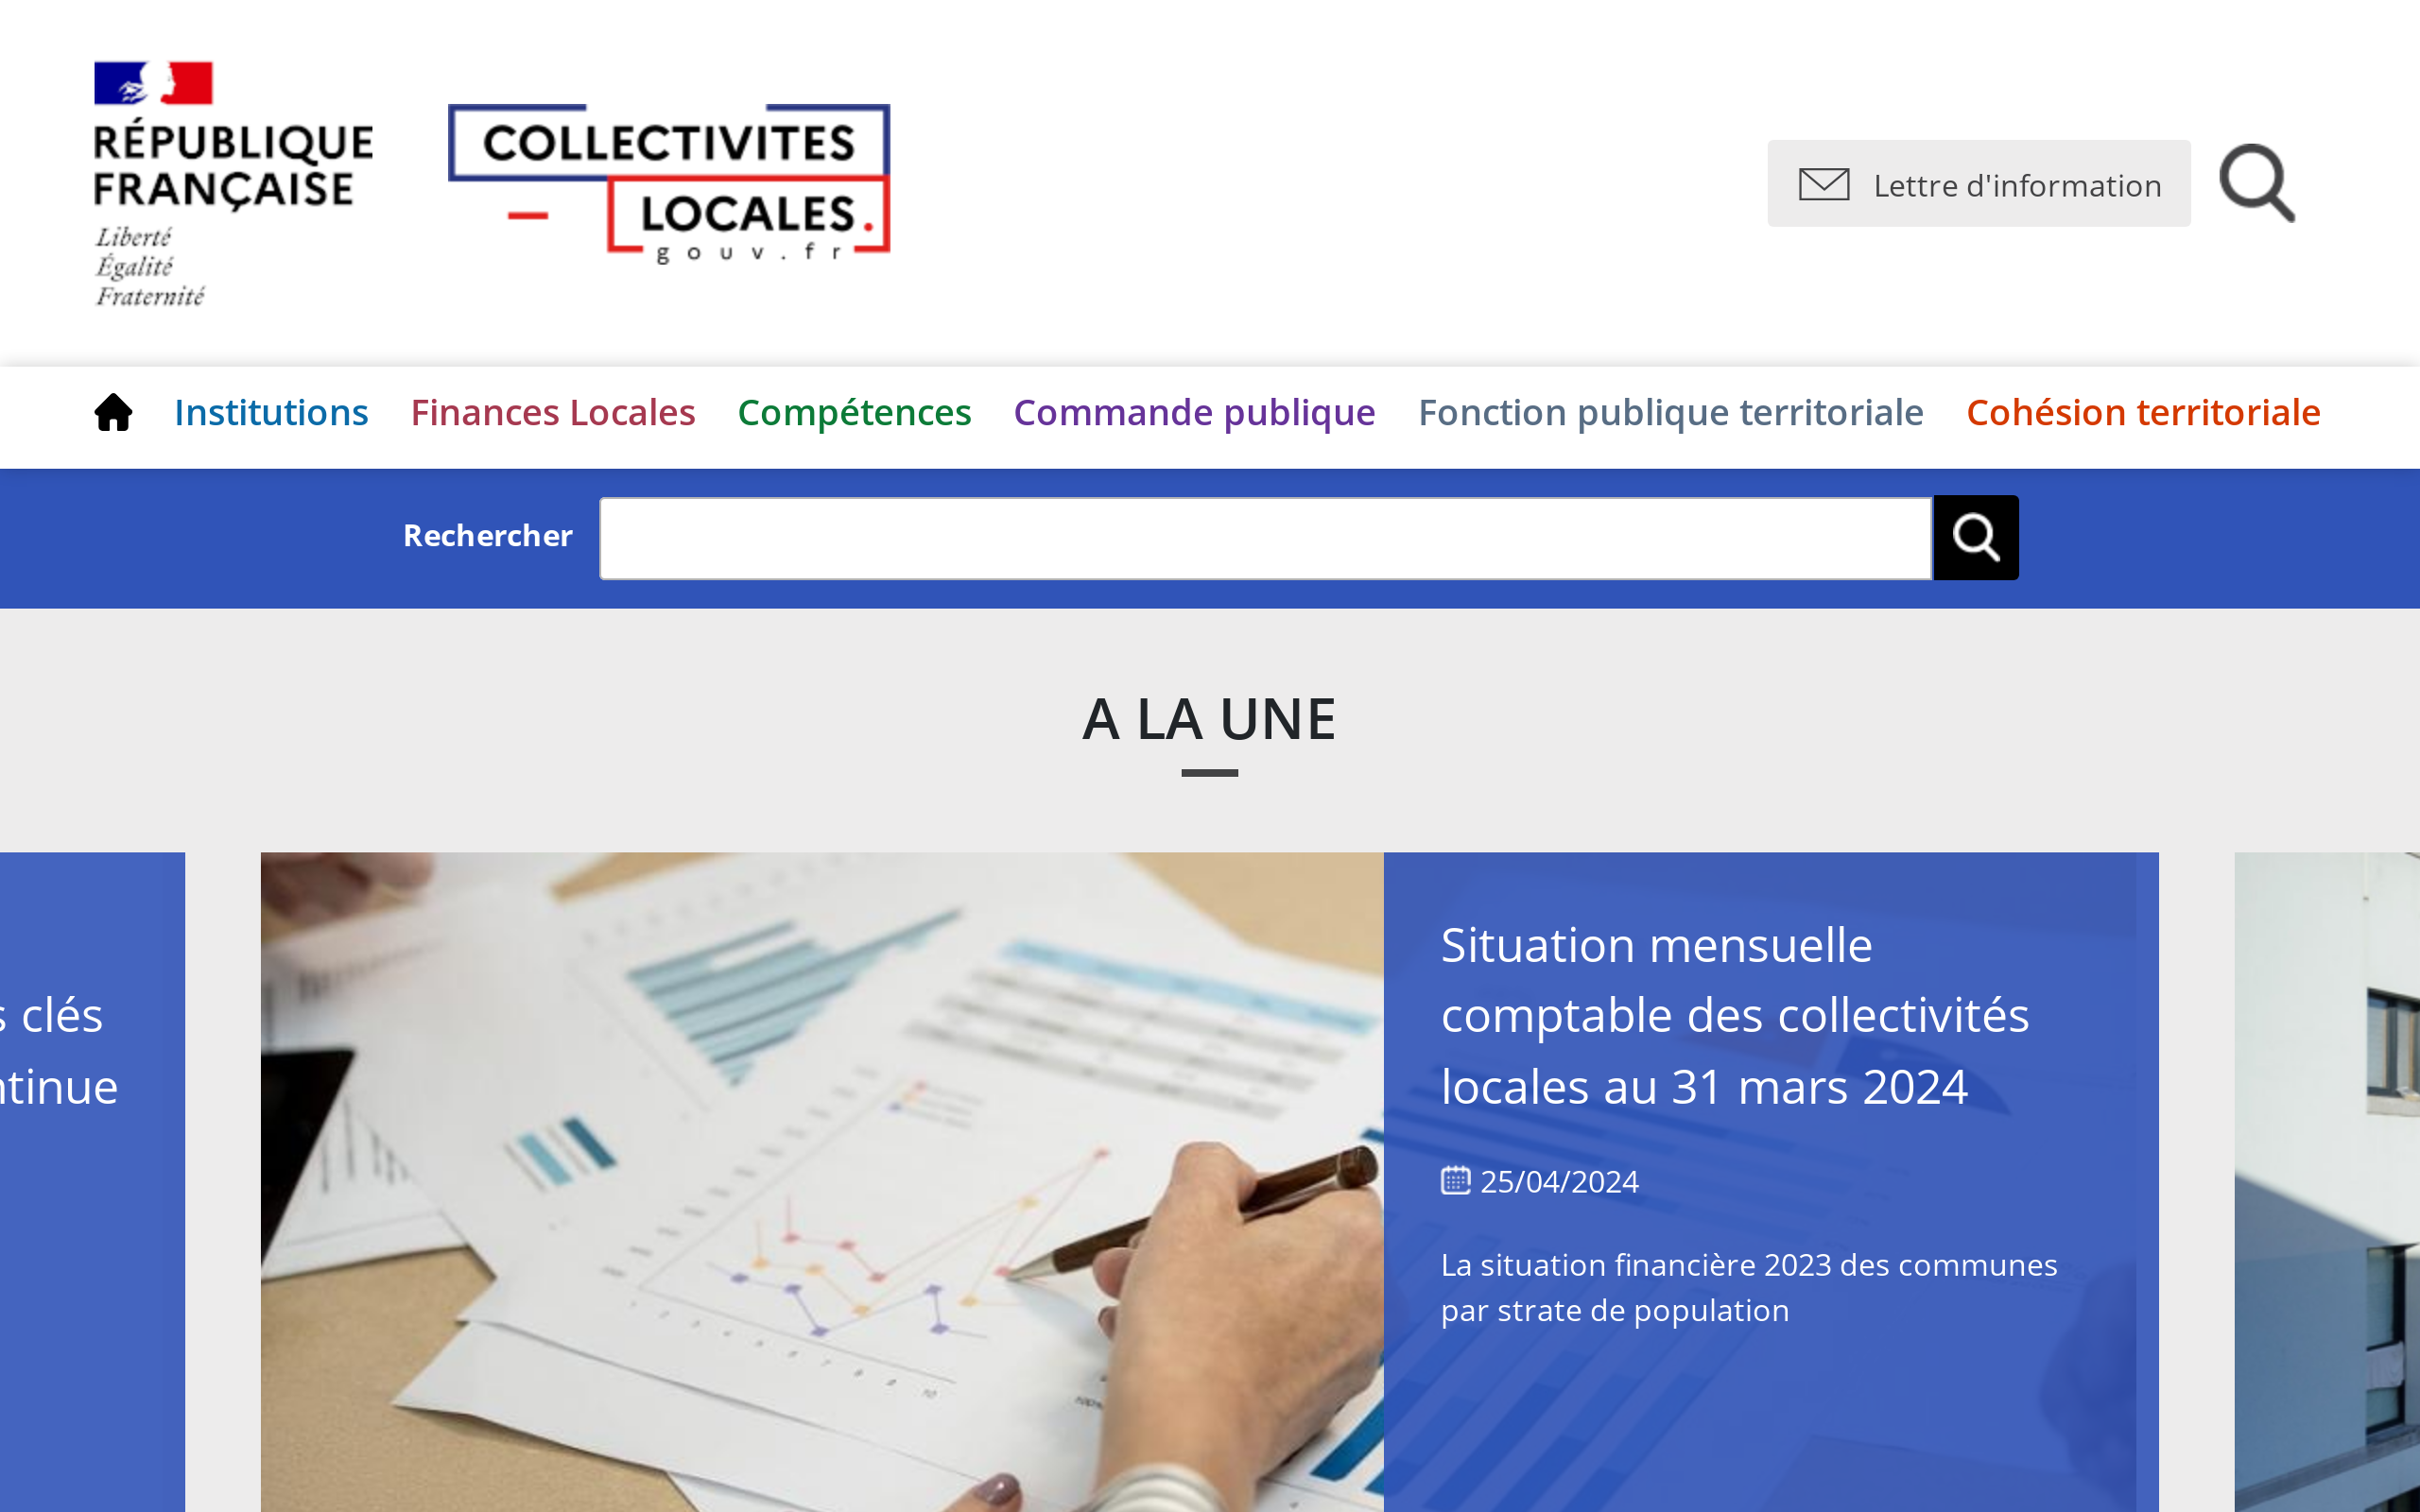 RÉPUBLIQUE
FRANÇAISE
Liberté
Égalité
Fraternité
COLLECTIVITES
LOCALES.
gouv.fr
Lettre d'information
Institutions Finances Locales Compétences Commande publique Fonction publique territoriale Cohésion territoriale
Rechercher
A LA UNE
s clés
ntinue
Situation mensuelle
comptable des collectivités
locales au 31 mars 2024
25/04/2024
La situation financière 2023 des communes
par strate de population